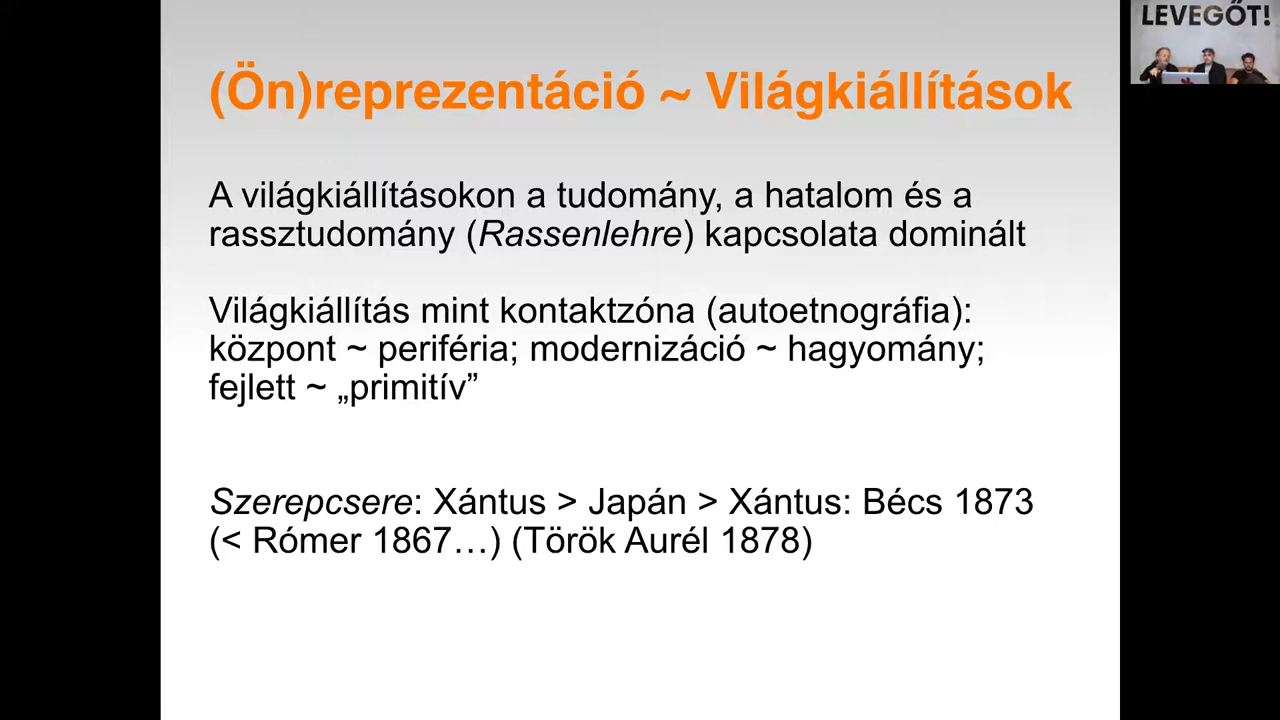 LEVEGŐT!
(Ön)reprezentáció ~ Világkiállítások
A világkiállításokon a tudomány, a hatalom és a
rassztudomány (Rassenlehre) kapcsolata dominált
Világkiállítás mint kontaktzóna (autoetnográfia):
központ ~ periféria; modernizáció ~ hagyomány;
fejlett ~ „primitív”
Szerepcsere: Xántus > Japán > Xántus: Bécs 1873
(< Rómer 1867…) (Török Aurél 1878)